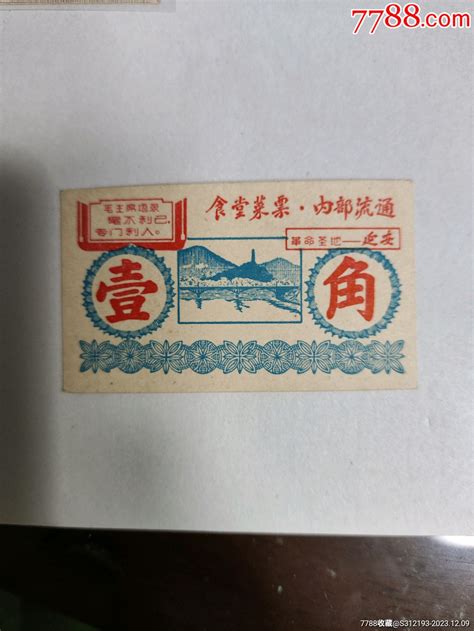 7788.com
毛主席语录
毫不利己,
专门利人。
食堂菜票·内部流通
革命圣地——延安
壹
角
7788收藏@S312193-2023.12.09